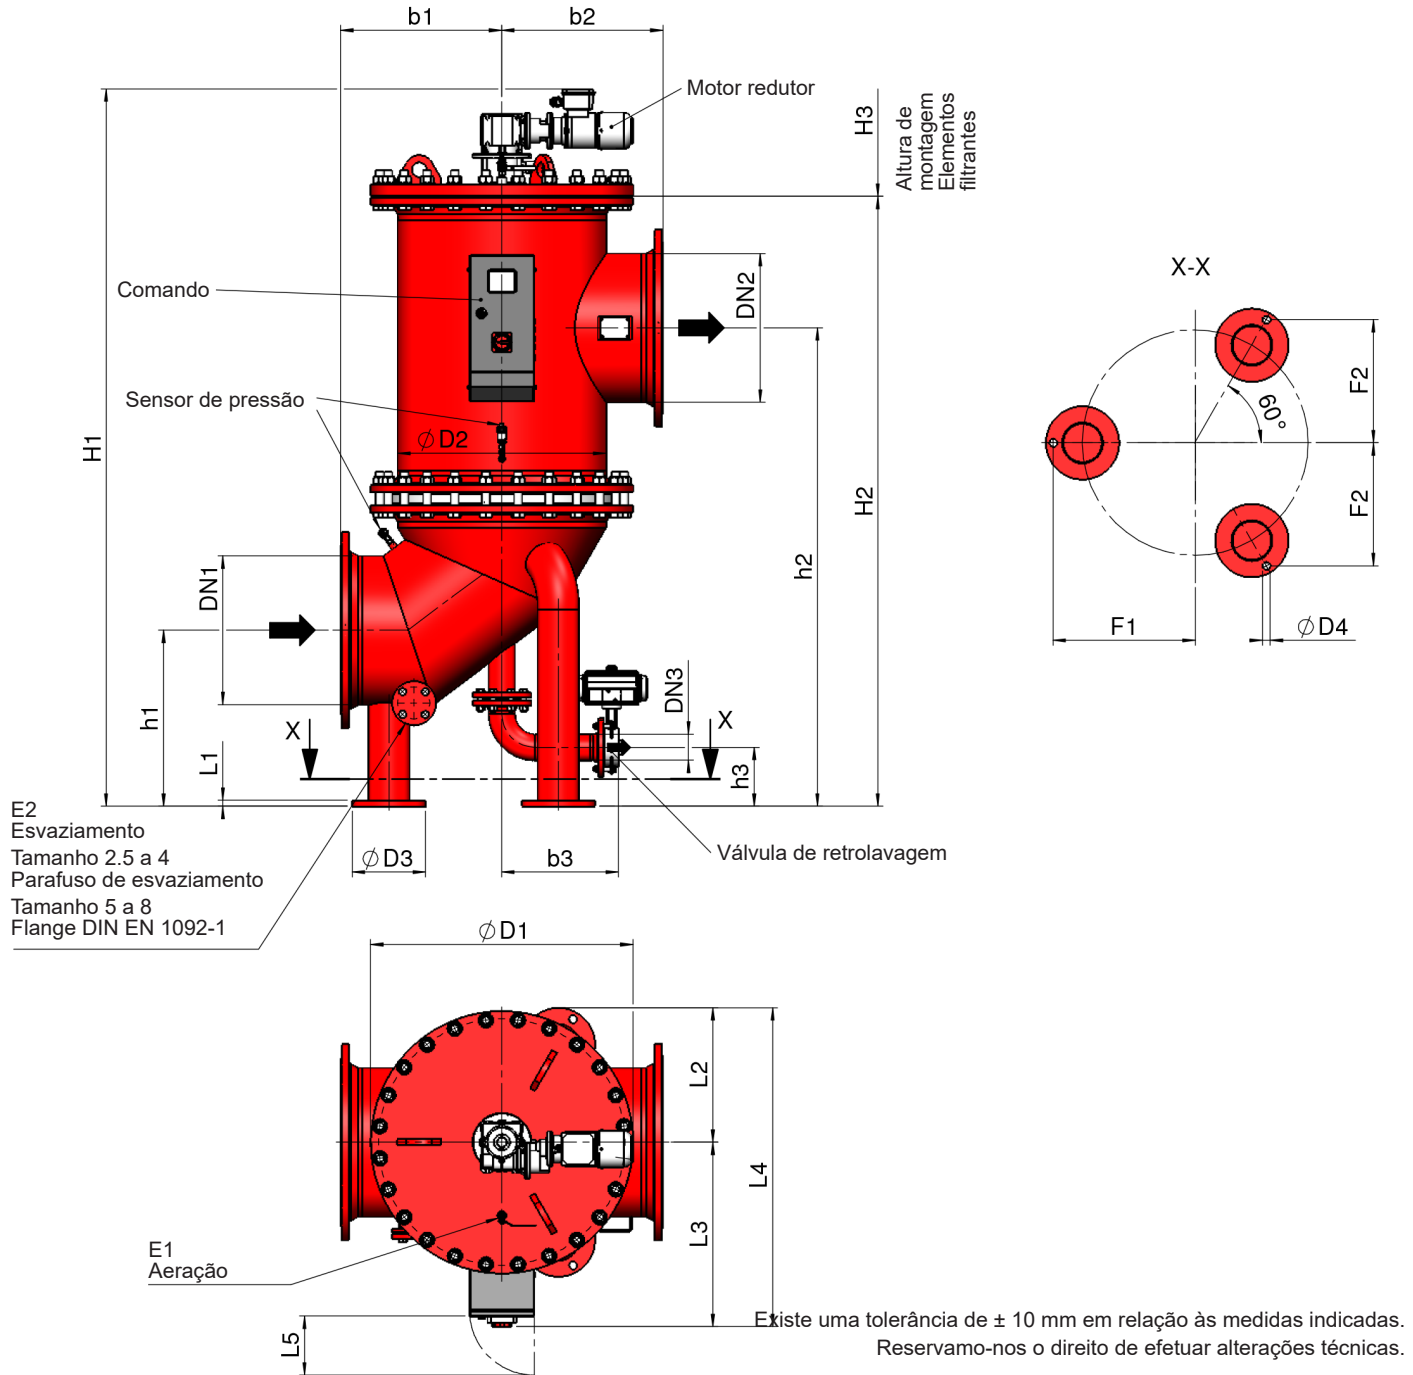 b1
b2
Motor redutor
H3
Altura de
montagem
Elementos
filtrantes
X-X
Comando
DN2
F2
60°
Sensor de pressão
∅ D2
H1
H2
F2
h2
DN1
F1
∅ D4
DN3
h1
X
X
L1
h3
E2
Esvaziamento
Tamanho 2.5 a 4
Parafuso de esvaziamento
Tamanho 5 a 8
Flange DIN EN 1092-1
∅ D3
b3
Válvula de retrolavagem
∅ D1
L2
L4
L3
E1
Aeração
L5
Existe uma tolerância de ± 10 mm em relação às medidas indicadas.
Reservamo-nos o direito de efetuar alterações técnicas.